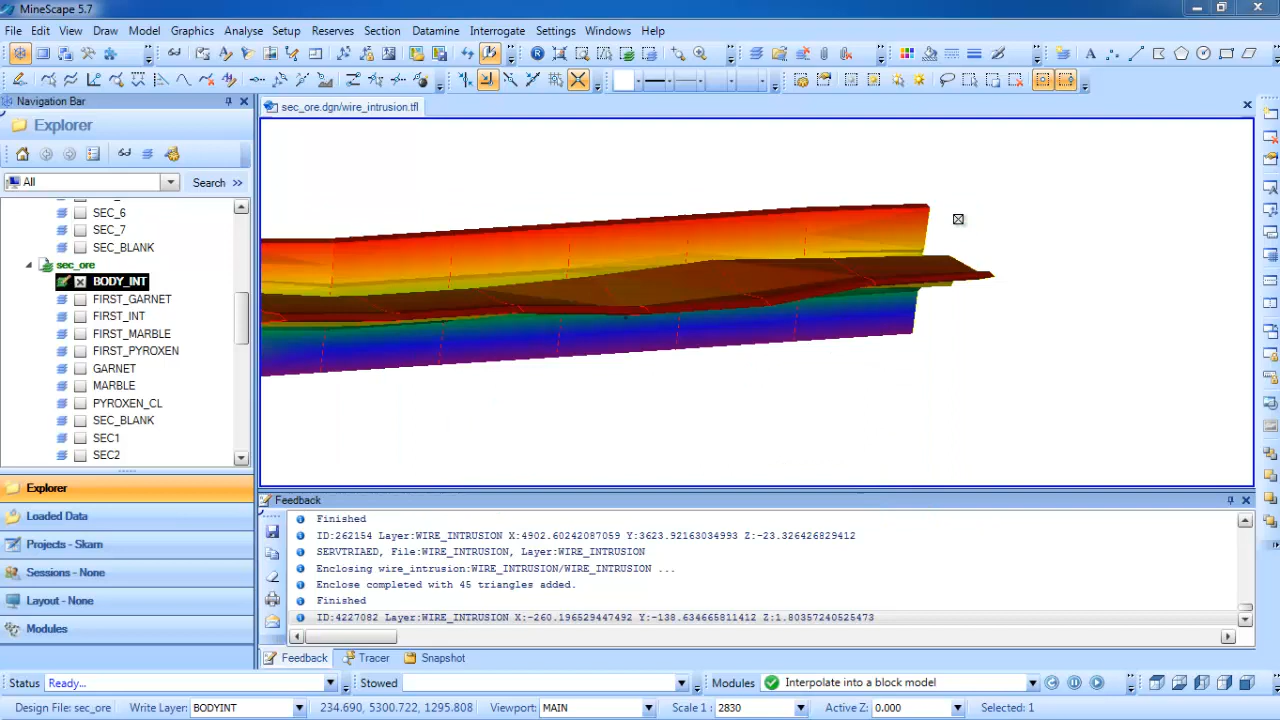 MineScape 5.7
File Edit View Draw Model Graphics Analyse Setup Reserves Section Datamine Interrogate Settings Windows Help
Navigation Bar
sec_ore.dgn/wire_intrusion.tfl
Explorer
All
Search »
SEC_6
SEC_7
SEC_BLANK
sec_ore
BODY_INT
FIRST_GARNET
FIRST_INT
FIRST_MARBLE
FIRST_PYROXEN
GARNET
MARBLE
PYROXEN_CL
SEC_BLANK
SEC1
SEC2
Explorer
Loaded Data
Projects - Skarn
Sessions - None
Layout - None
Modules
Feedback
Finished
ID:262154 Layer:WIRE_INTRUSION X:4902.60242087059 Y:3623.92163034993 Z:-23.326426829412
SERVTRIAED, File:WIRE_INTRUSION, Layer:WIRE_INTRUSION
Enclosing wire_intrusion:WIRE_INTRUSION/WIRE_INTRUSION ...
Enclose completed with 45 triangles added.
Finished
ID:4227082 Layer:WIRE_INTRUSION X:-260.196529447492 Y:-138.634665811412 Z:1.80357240525473
Feedback Tracer Snapshot
Status Ready... Stowed Modules Interpolate into a block model
Design File: sec_ore Write Layer: BODYINT 234.690, 5300.722, 1295.808 Viewport: MAIN Scale 1 : 2830 Active Z: 0.000 Selected: 1